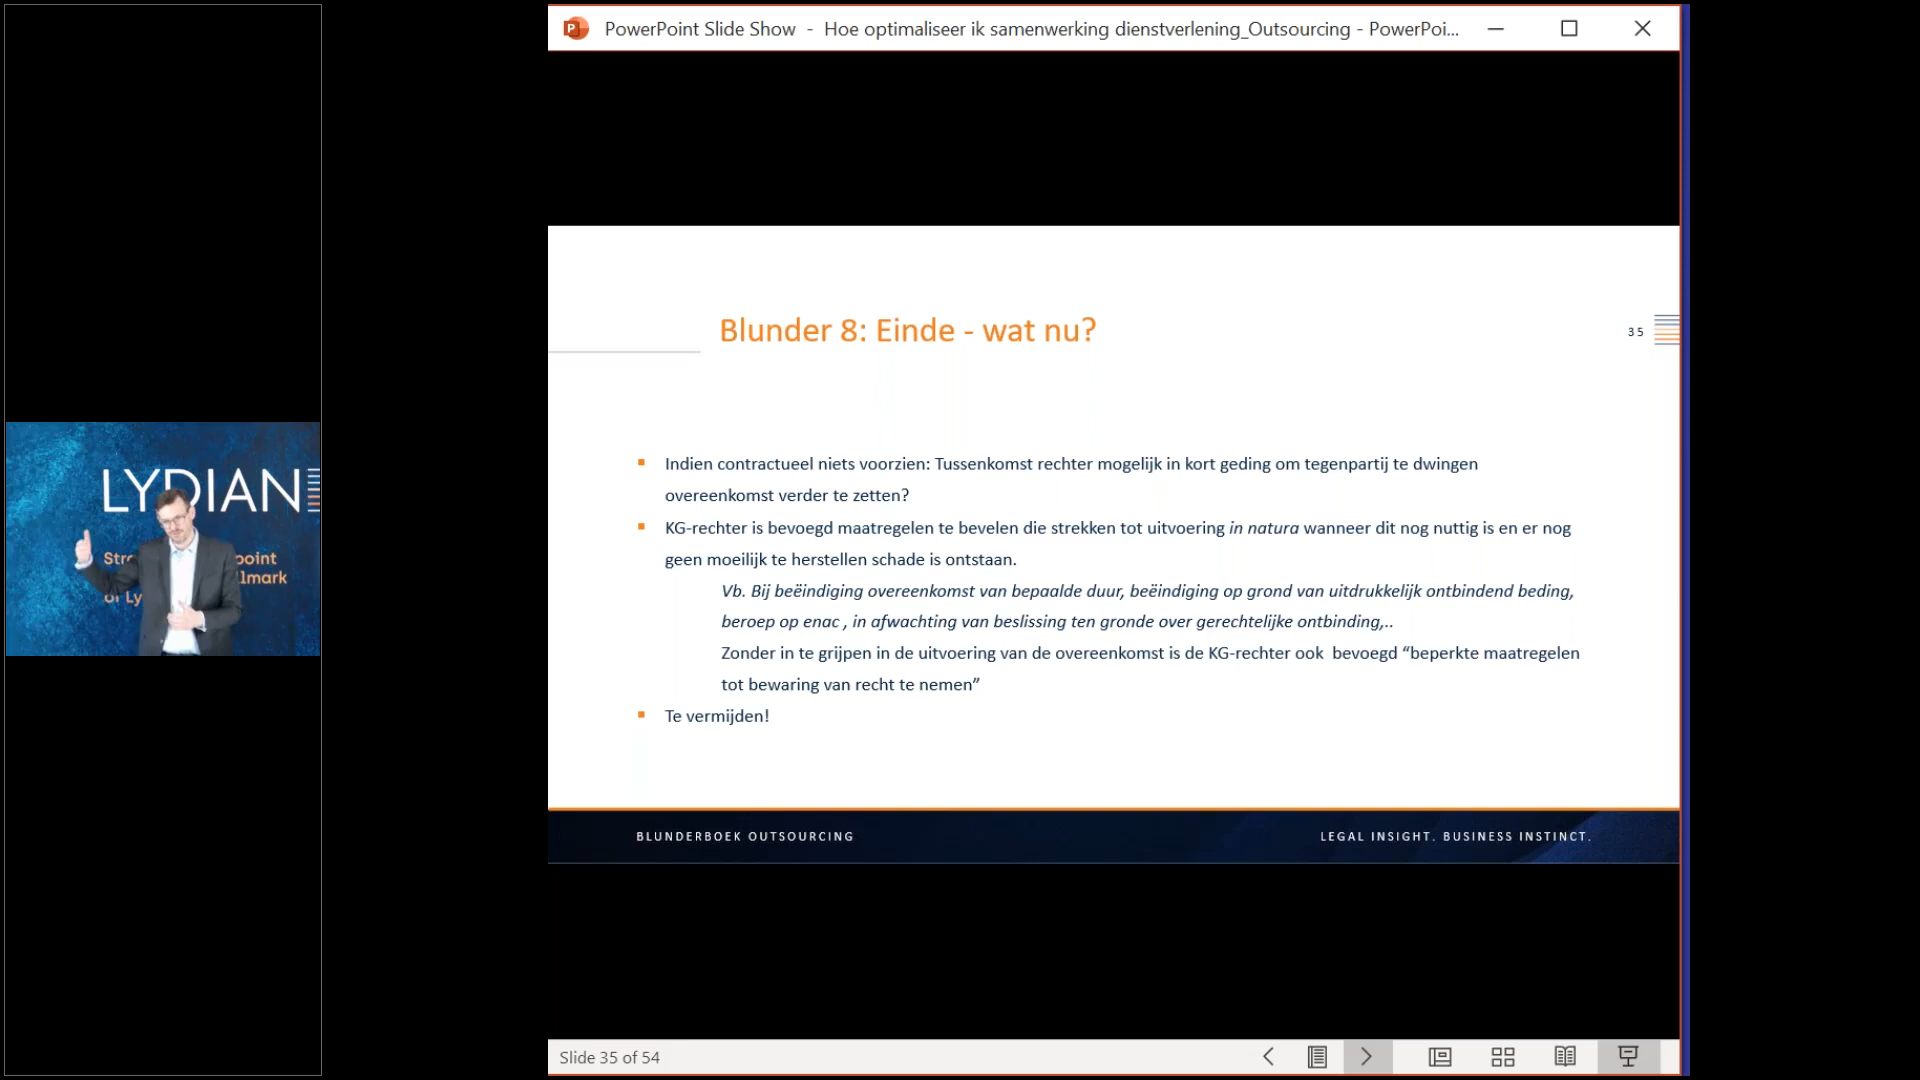 PowerPoint Slide Show - Hoe optimaliseer ik samenwerking dienstverlening_Outsourcing - PowerPoi...
Blunder 8: Einde - wat nu?
35
Indien contractueel niets voorzien: Tussenkomst rechter mogelijk in kort geding om tegenpartij te dwingen
overeenkomst verder te zetten?
KG-rechter is bevoegd maatregelen te bevelen die strekken tot uitvoering in natura wanneer dit nog nuttig is en er nog
geen moeilijk te herstellen schade is ontstaan.
Vb. Bij beëindiging overeenkomst van bepaalde duur, beëindiging op grond van uitdrukkelijk ontbindend beding,
beroep op enac , in afwachting van beslissing ten gronde over gerechtelijke ontbinding,..
Zonder in te grijpen in de uitvoering van de overeenkomst is de KG-rechter ook bevoegd “beperkte maatregelen
tot bewaring van recht te nemen”
Te vermijden!
BLUNDERBOEK OUTSOURCING
LEGAL INSIGHT. BUSINESS INSTINCT.
Slide 35 of 54
LYDIAN
of Ly